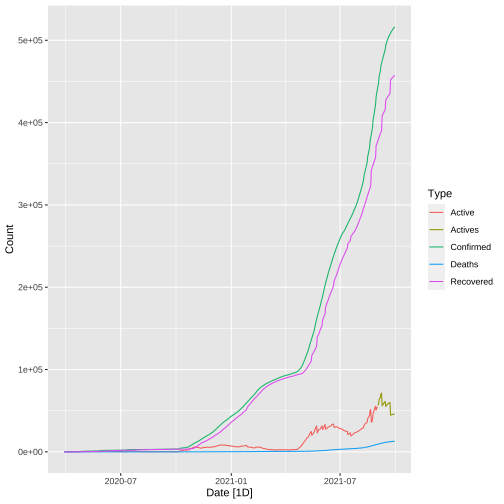 5e+05
4e+05
3e+05
2e+05
1e+05
0e+00
Count
2020-07
2021-01
2021-07
Date [1D]
Type
Active
Actives
Confirmed
Deaths
Recovered